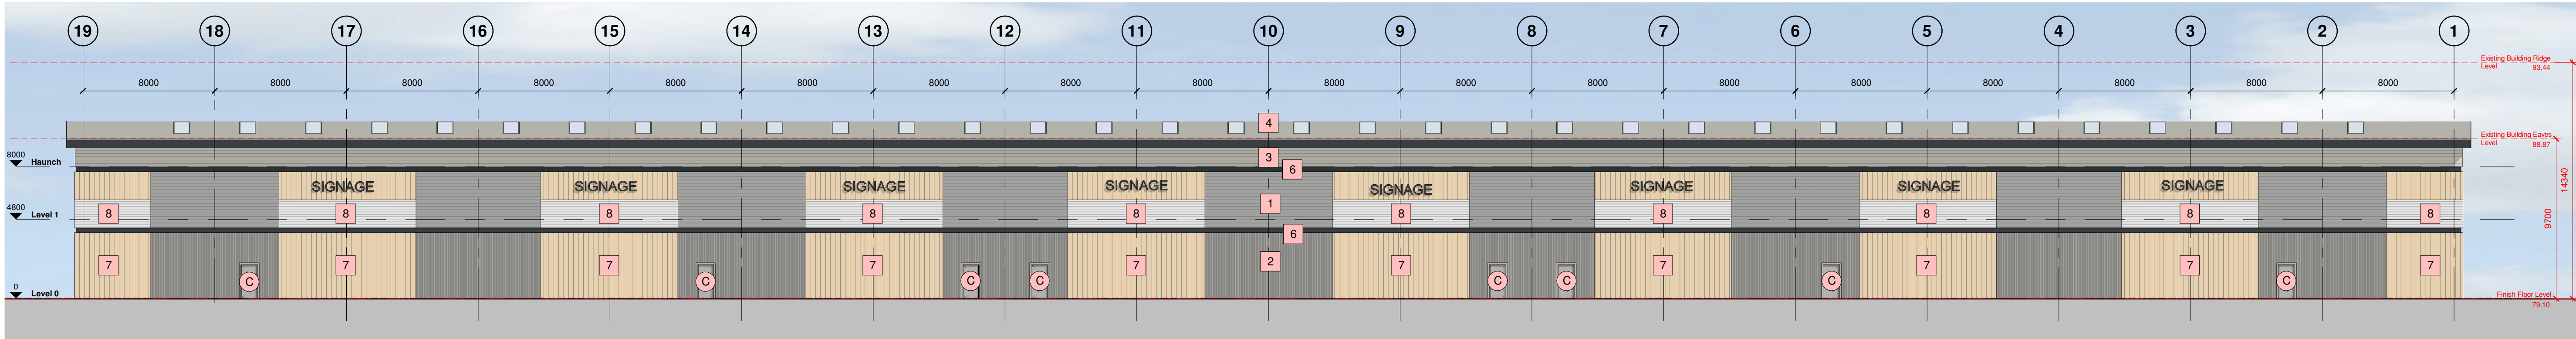 19 18 17 16 15 14 13 12 11 10 9 8 7 6 5 4 3 2 1
Existing Building Ridge
Level 93.44
8000 8000 8000 8000 8000 8000 8000 8000 8000 8000 8000 8000 8000 8000 8000 8000 8000 8000
4
Existing Building Eaves
Level 88.87
8000 Haunch
3
6
14340
SIGNAGE SIGNAGE SIGNAGE SIGNAGE SIGNAGE SIGNAGE SIGNAGE SIGNAGE
4800 Level 1
8 8 8 8 8 1 8 8 8 8 8
9700
6
7 7 7 7 7 2 7 7 7 7 7
C C C C C C C C
0 Level 0
Finish Floor Level
79.10